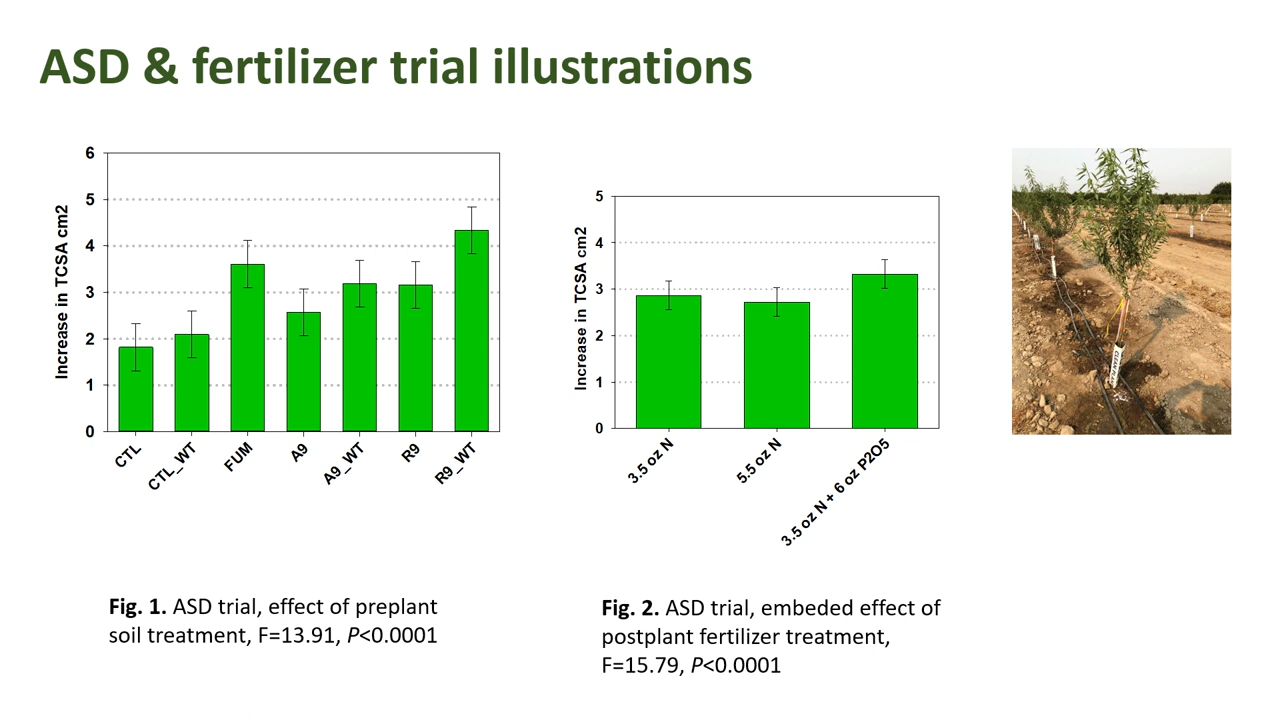 ASD & fertilizer trial illustrations
Increase in TCSA cm2
6
5
4
3
2
1
0
CTL
CTL_WT
FUM
A9
A9_WT
R9
R9_WT
Increase in TCSA cm2
5
4
3
2
1
0
3.5 oz N
5.5 oz N
3.5 oz N + 6 oz P2O5
Fig. 1. ASD trial, effect of preplant
soil treatment, F=13.91, P<0.0001
Fig. 2. ASD trial, embeded effect of
postplant fertilizer treatment,
F=15.79, P<0.0001